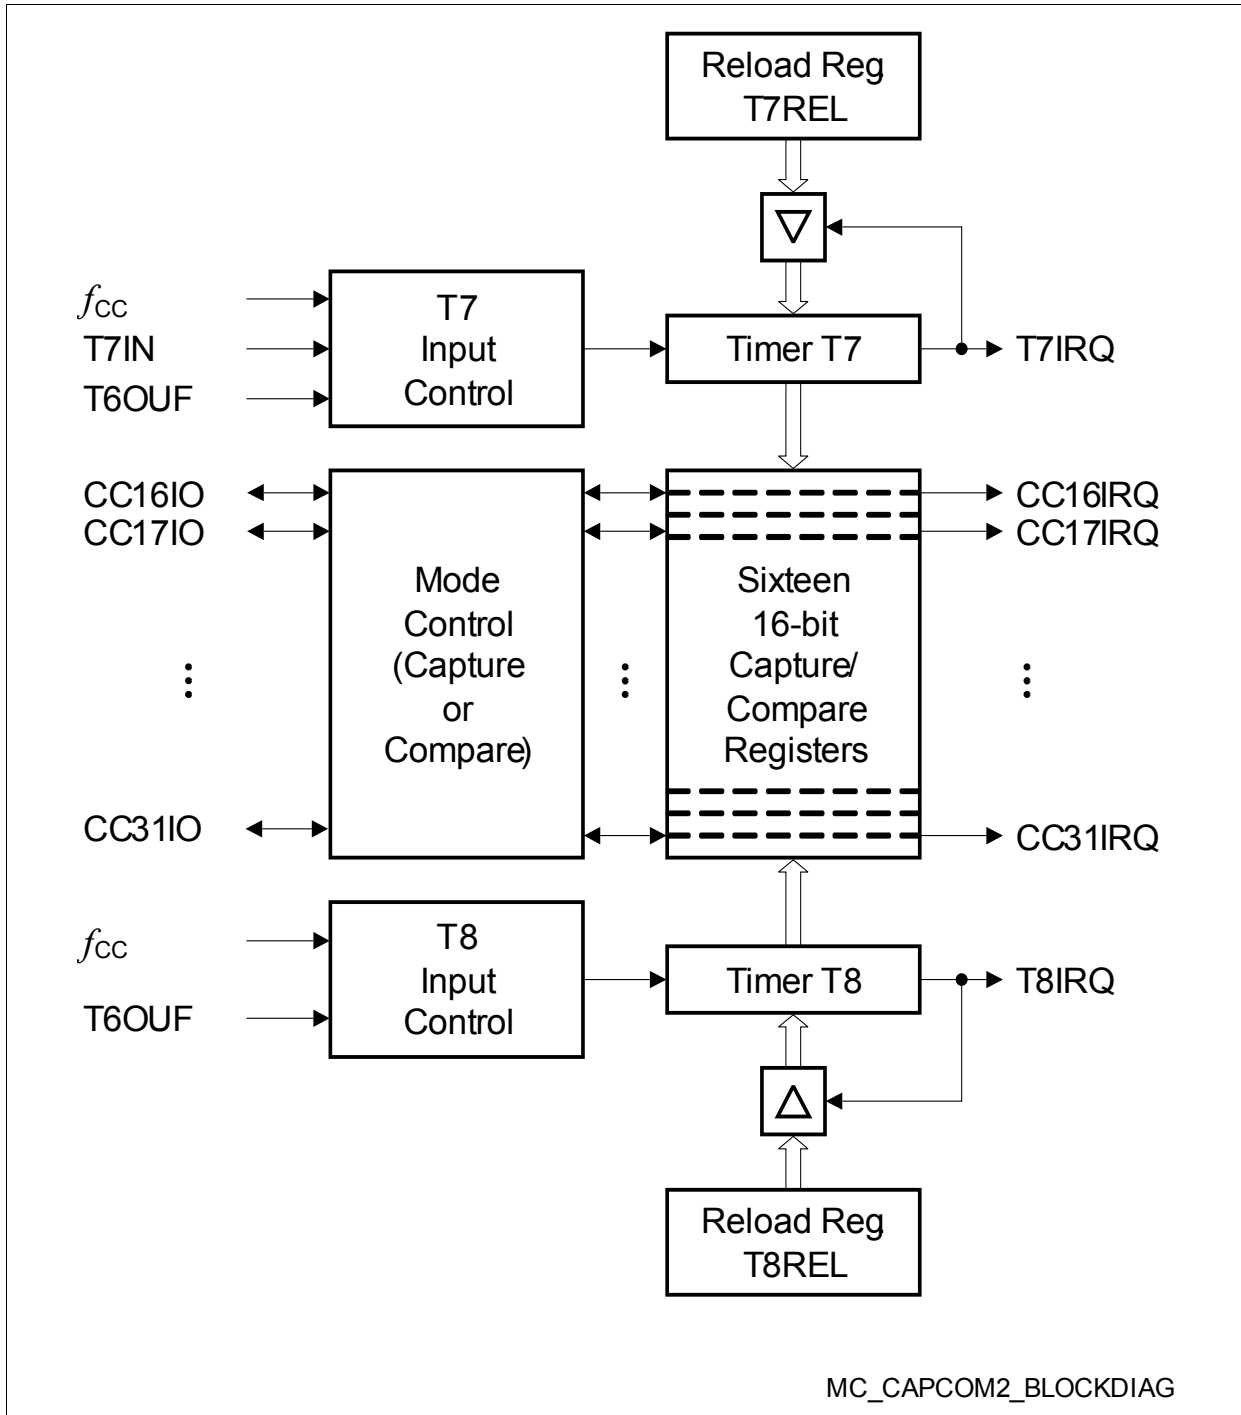 Reload Reg.
T7REL
fCC
T7IN
T6OUF
T7
Input
Control
Timer T7
T7IRQ
CC16IO
CC17IO
CC31IO
Mode
Control
(Capture
or
Compare)
Sixteen
16-bit
Capture/
Compare
Registers
CC16IRQ
CC17IRQ
CC31IRQ
fCC
T6OUF
T8
Input
Control
Timer T8
T8IRQ
Reload Reg.
T8REL
MC_CAPCOM2_BLOCKDIAG